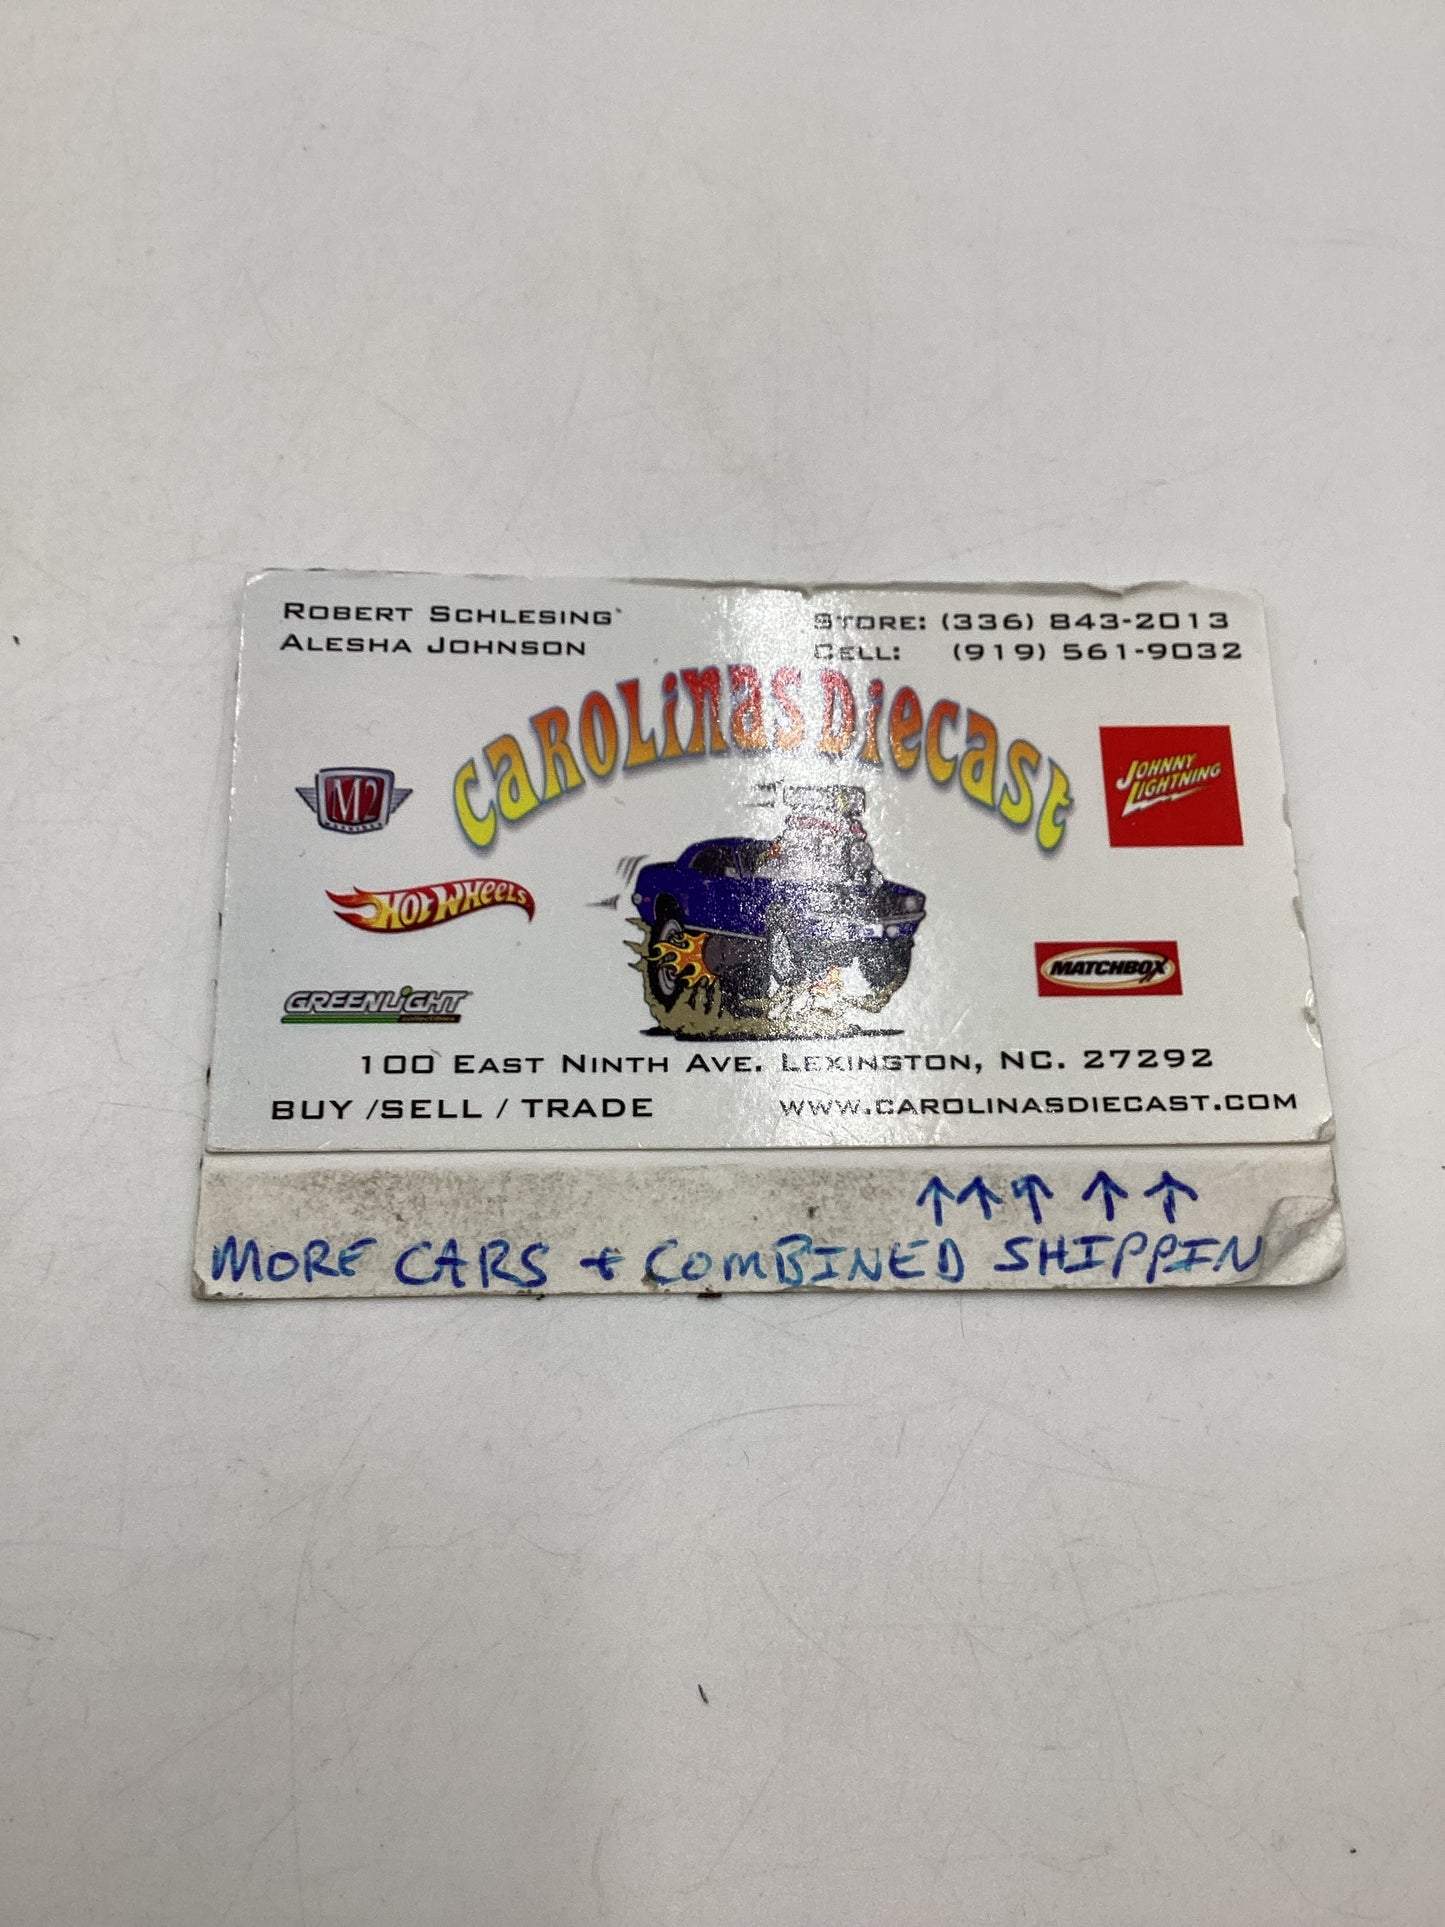 ROBERT SCHLESING
ALESHA JOHNSON
STORE: (336) 843-2013
CELL: (919) 561-9032
CAROLINAS DIECAST
M2
MACHINES
JOHNNY
LIGHTNING
HOT WHEELS
MATCHBOX
GREENLIGHT
collectibles
100 EAST NINTH AVE. LEXINGTON, NC. 27292
BUY /SELL / TRADE
WWW.CAROLINASDIECAST.COM
↑ ↑ ↑ ↑ ↑
MORE CARS + COMBINED SHIPPIN